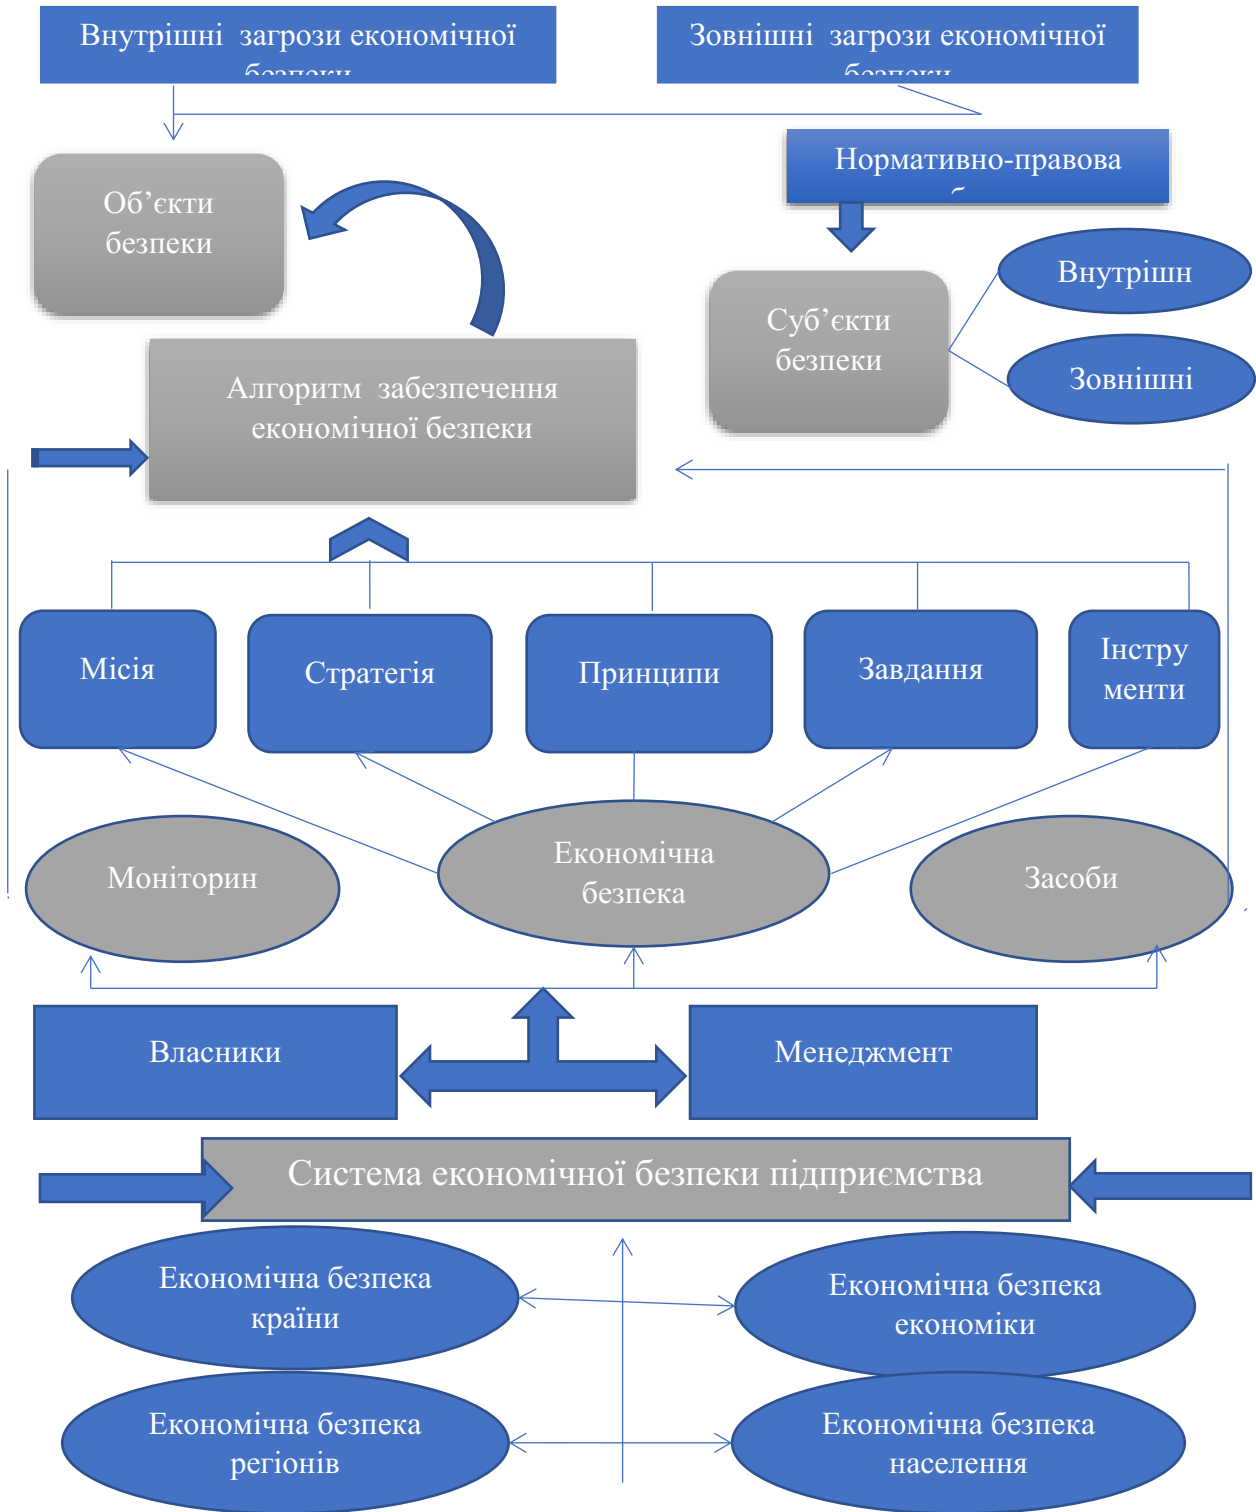 Внутрішні загрози економічної
безпеки
Зовнішні загрози економічної
безпеки
Нормативно-правова
Об’єкти
безпеки
Внутрішн
Суб’єкти
безпеки
Зовнішні
Алгоритм забезпечення
економічної безпеки
Місія
Стратегія
Принципи
Завдання
Інстру
менти
Моніторин
Економічна
безпека
Засоби
Власники
Менеджмент
Система економічної безпеки підприємства
Економічна безпека
країни
Економічна безпека
економіки
Економічна безпека
регіонів
Економічна безпека
населення